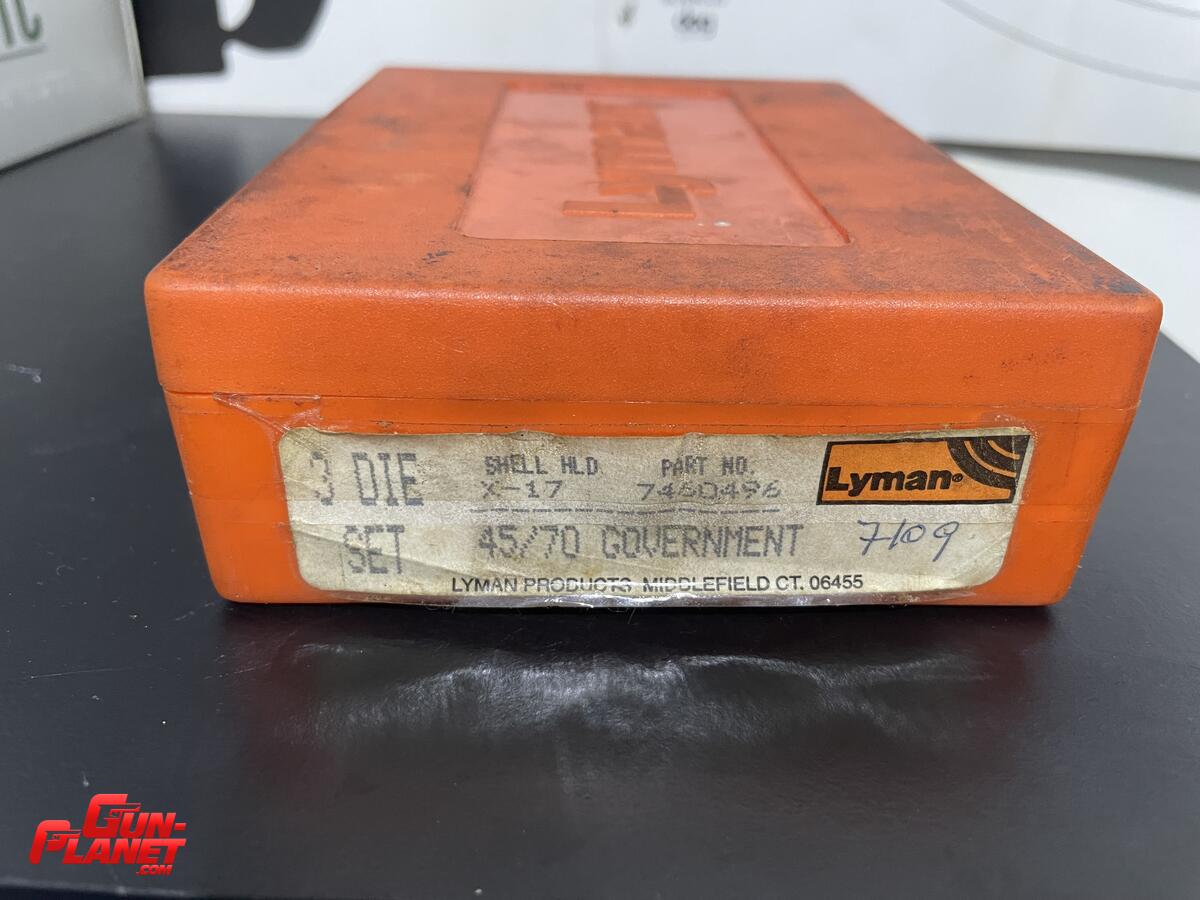 Lyman
3 DIE SHELL HLD PART NO. Lyman®
X-17 7460496
SET 45/70 GOVERNMENT 7109
LYMAN PRODUCTS MIDDLEFIELD CT. 06455
GUN-
PLANET
.COM